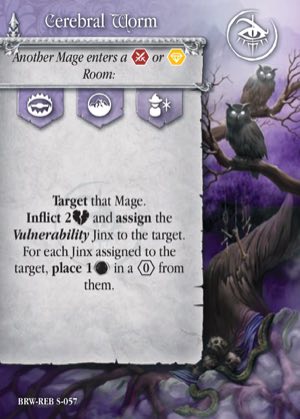 Cerebral Worm
Another Mage enters a or
Room:
Target that Mage.
Inflict 2 and assign the
Vulnerability Jinx to the target.
For each Jinx assigned to the
target, place 1 in a 0 from
them.
BRW-REB S-057